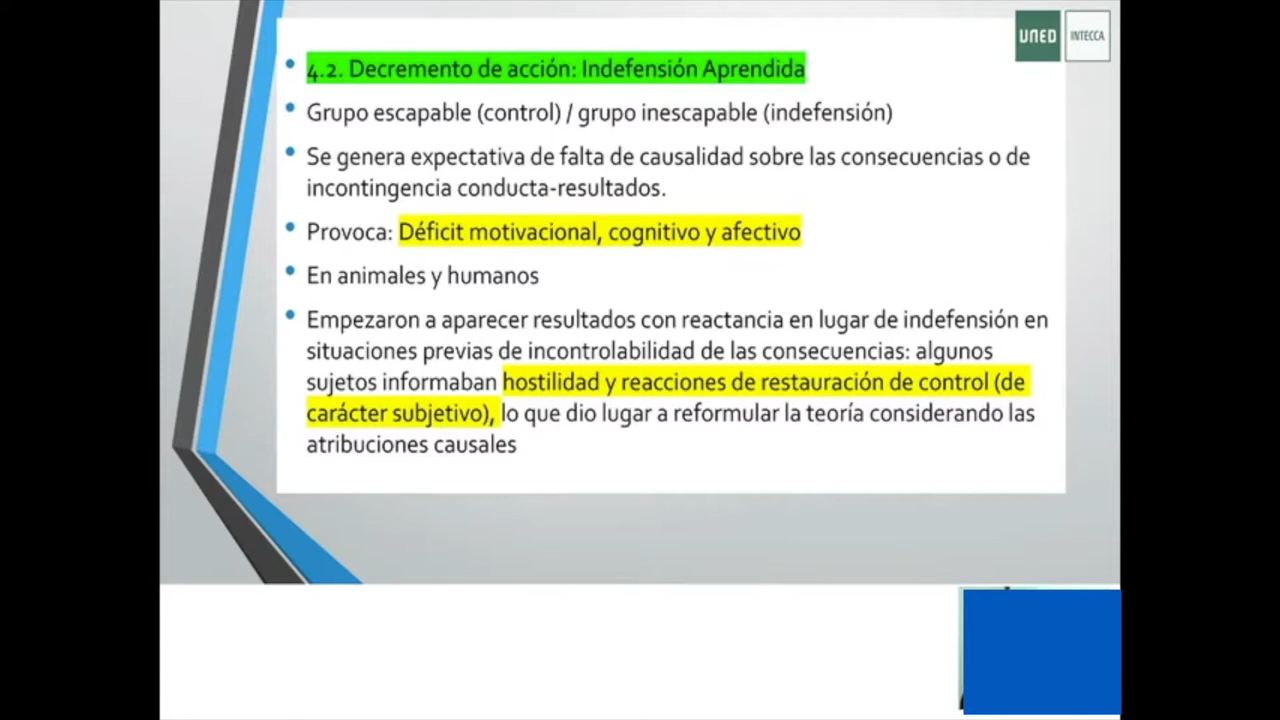 UNED INTECCA
4.2. Decremento de acción: Indefensión Aprendida
Grupo escapable (control) / grupo inescapable (indefensión)
Se genera expectativa de falta de causalidad sobre las consecuencias o de
incontingencia conducta-resultados.
Provoca: Déficit motivacional, cognitivo y afectivo
En animales y humanos
Empezaron a aparecer resultados con reactancia en lugar de indefensión en
situaciones previas de incontrolabilidad de las consecuencias: algunos
sujetos informaban hostilidad y reacciones de restauración de control (de
carácter subjetivo), lo que dio lugar a reformular la teoría considerando las
atribuciones causales